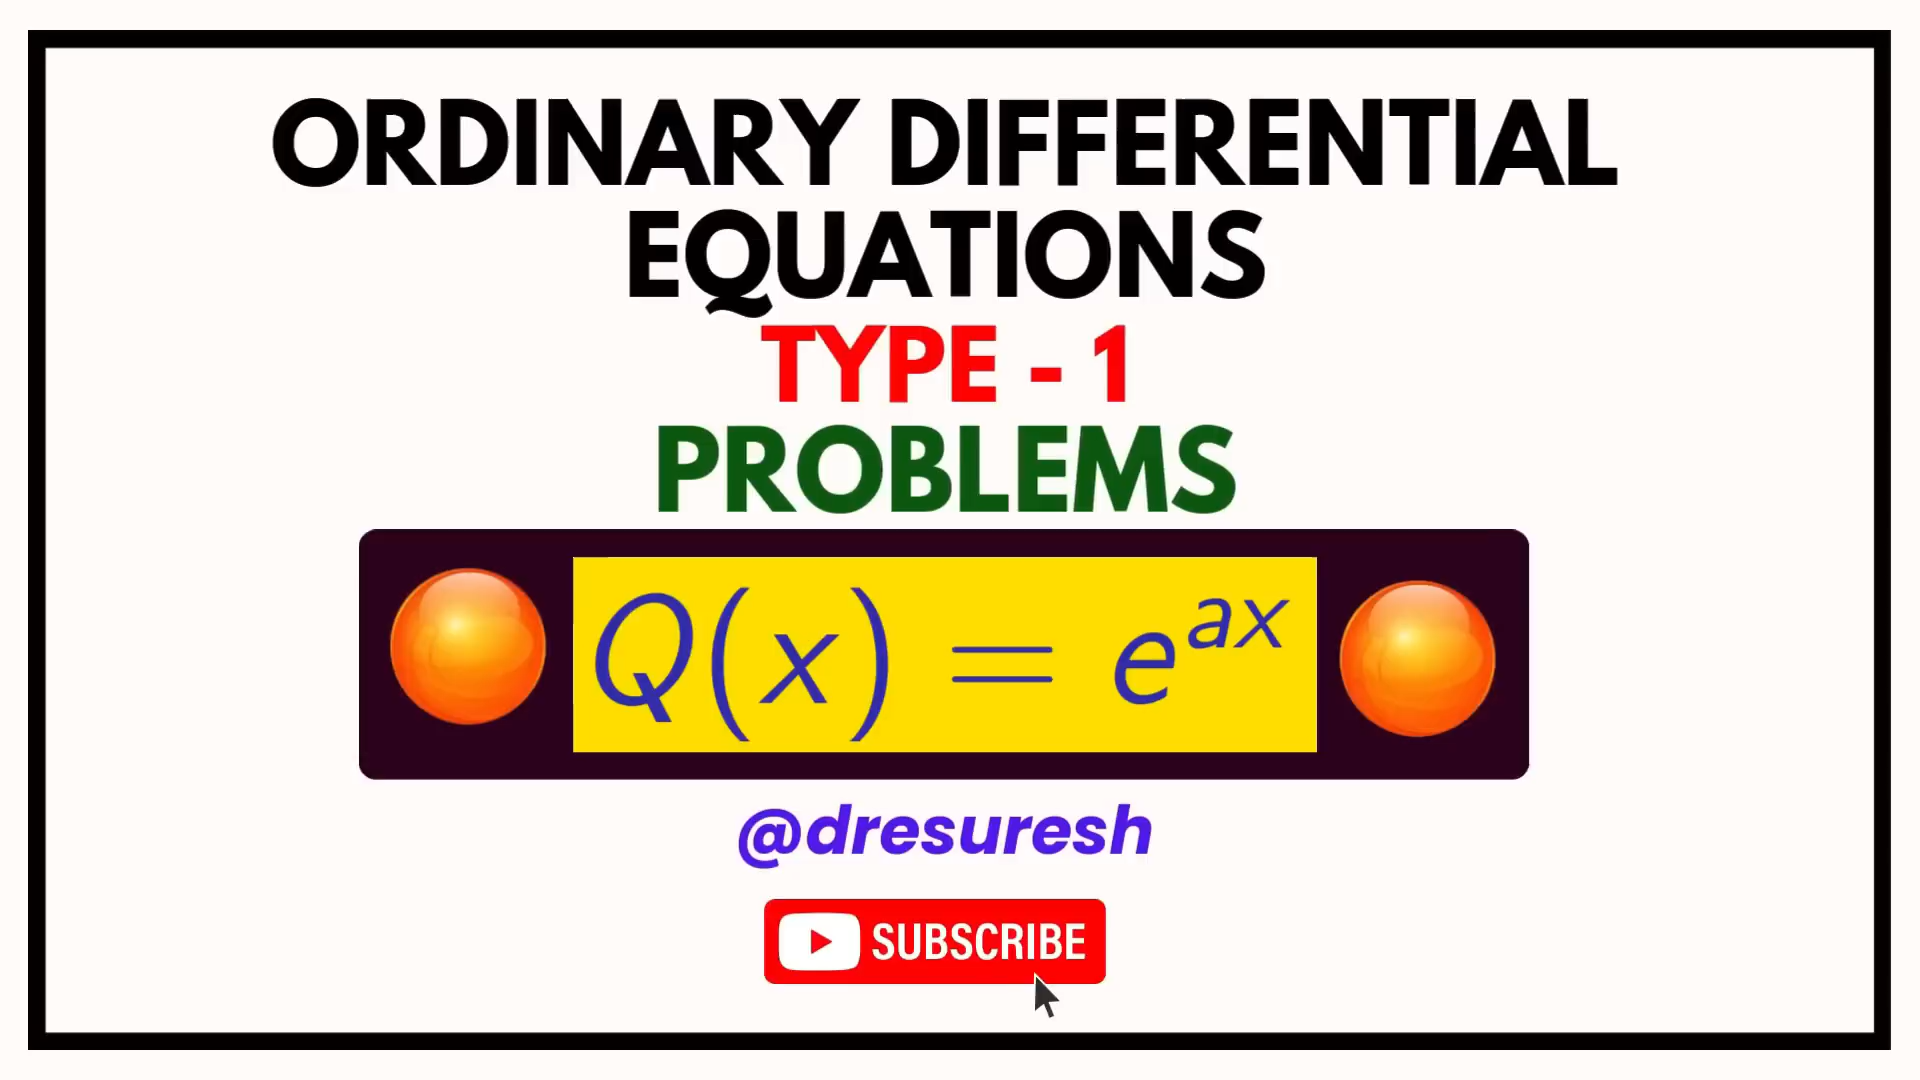 ORDINARY DIFFERENTIAL
EQUATIONS
TYPE - 1
PROBLEMS
Q(x) = e^{ax}
@dresuresh
SUBSCRIBE